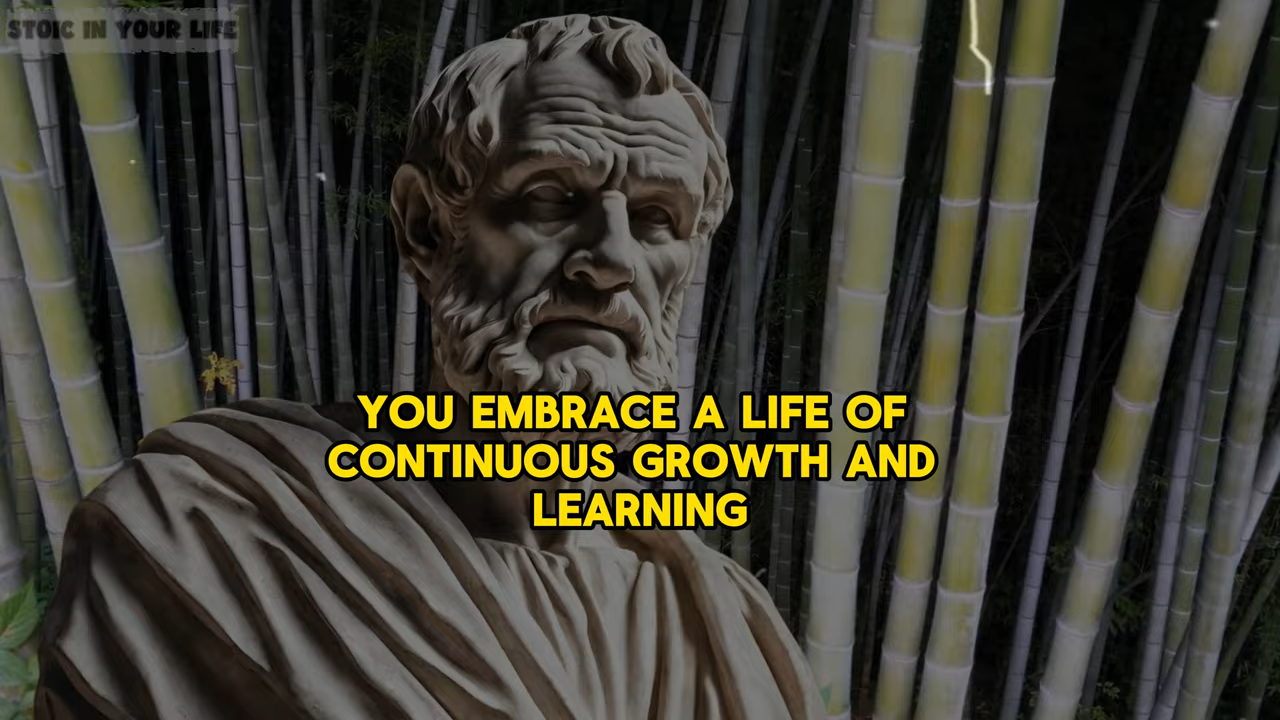 STOIC IN YOUR LIFE
YOU EMBRACE A LIFE OF
CONTINUOUS GROWTH AND
LEARNING